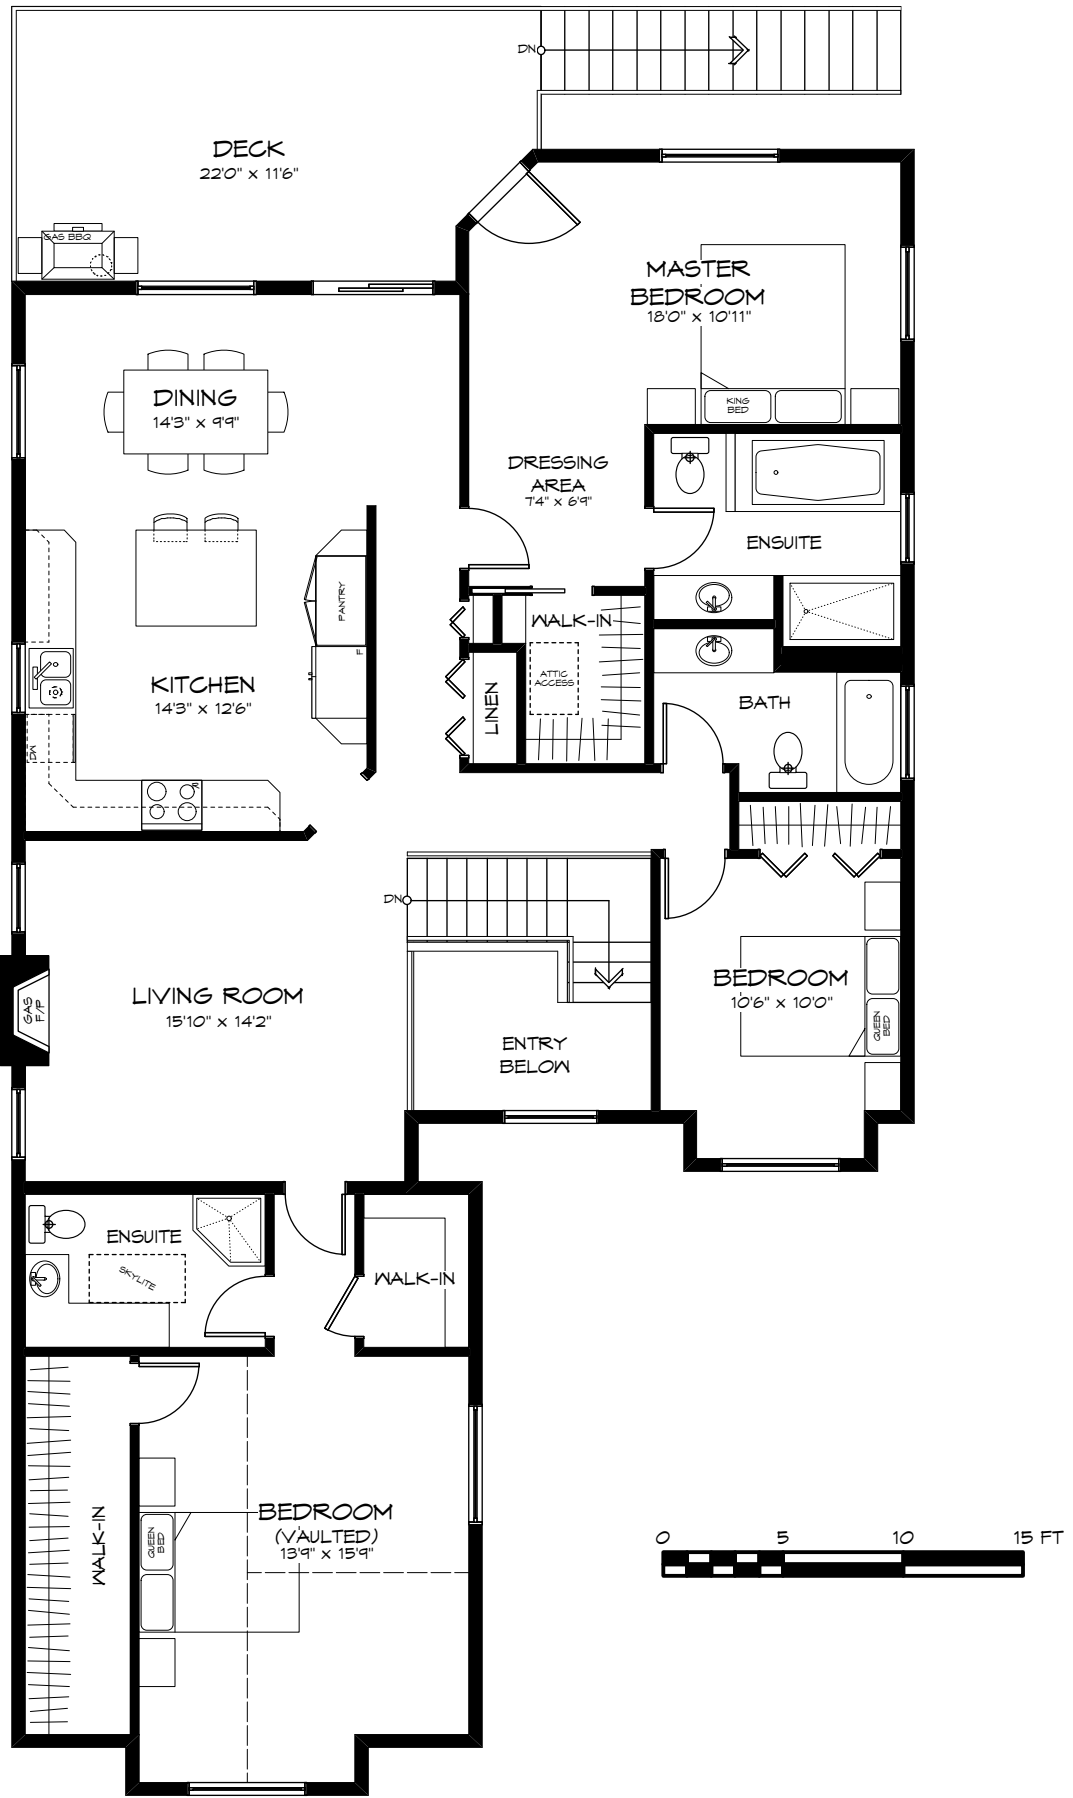 DN
DECK
22'0" x 11'6"
GAS BBQ
MASTER
BEDROOM
18'0" x 10'11"
KING
BED
DINING
14'3" x 9'9"
DRESSING
AREA
7'4" x 6'9"
ENSUITE
PANTRY
F
WALK-IN
ATTIC
ACCESS
LINEN
KITCHEN
14'3" x 12'6"
DW
BATH
DN
LIVING ROOM
15'10" x 14'2"
GAS
F/P
ENTRY
BELOW
BEDROOM
10'6" x 10'0"
QUEEN
BED
ENSUITE
SKYLITE
WALK-IN
WALK-IN
BEDROOM
(VAULTED)
13'9" x 15'9"
QUEEN
BED
0 5 10 15 FT